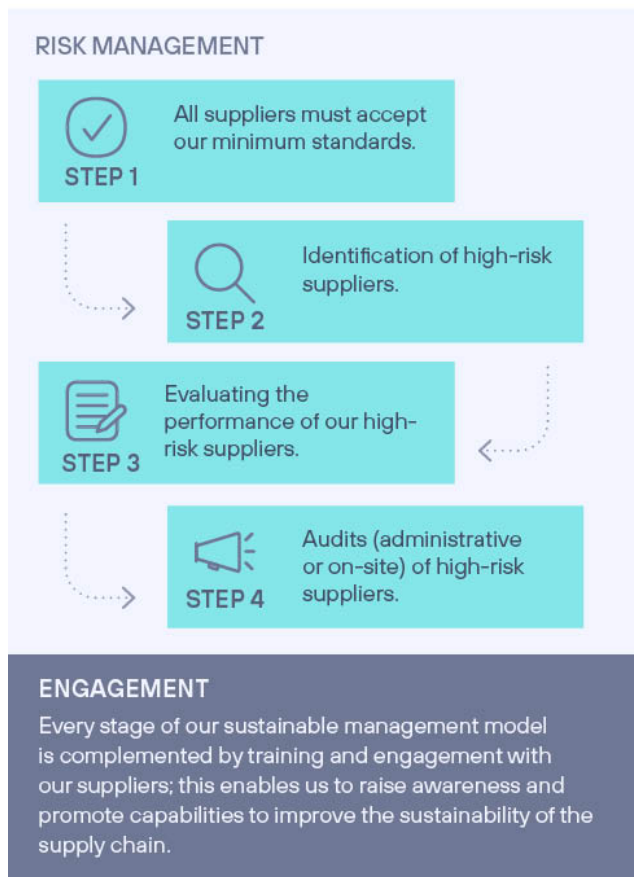 RISK MANAGEMENT
All suppliers must accept
our minimum standards.
STEP 1
Identification of high-risk
suppliers.
STEP 2
Evaluating the
performance of our high-
risk suppliers.
STEP 3
Audits (administrative
or on-site) of high-risk
suppliers.
STEP 4
ENGAGEMENT
Every stage of our sustainable management model
is complemented by training and engagement with
our suppliers; this enables us to raise awareness and
promote capabilities to improve the sustainability of the
supply chain.